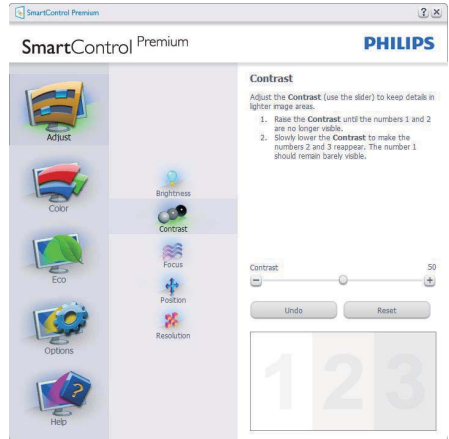 SmartControl Premium
SmartControl Premium
PHILIPS
Adjust
Color
Eco
Options
Help
Brightness
Contrast
Focus
Position
Resolution
Contrast
Adjust the Contrast (use the slider) to keep details in
lighter image areas.
1. Raise the Contrast until the numbers 1 and 2
are no longer visible.
2. Slowly lower the Contrast to make the
numbers 2 and 3 reappear. The number 1
should remain barely visible.
Contrast 50
Undo Reset
1 2 3